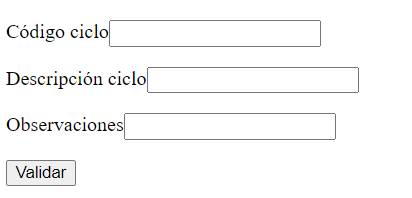 Código ciclo
Descripción ciclo
Observaciones
Validar